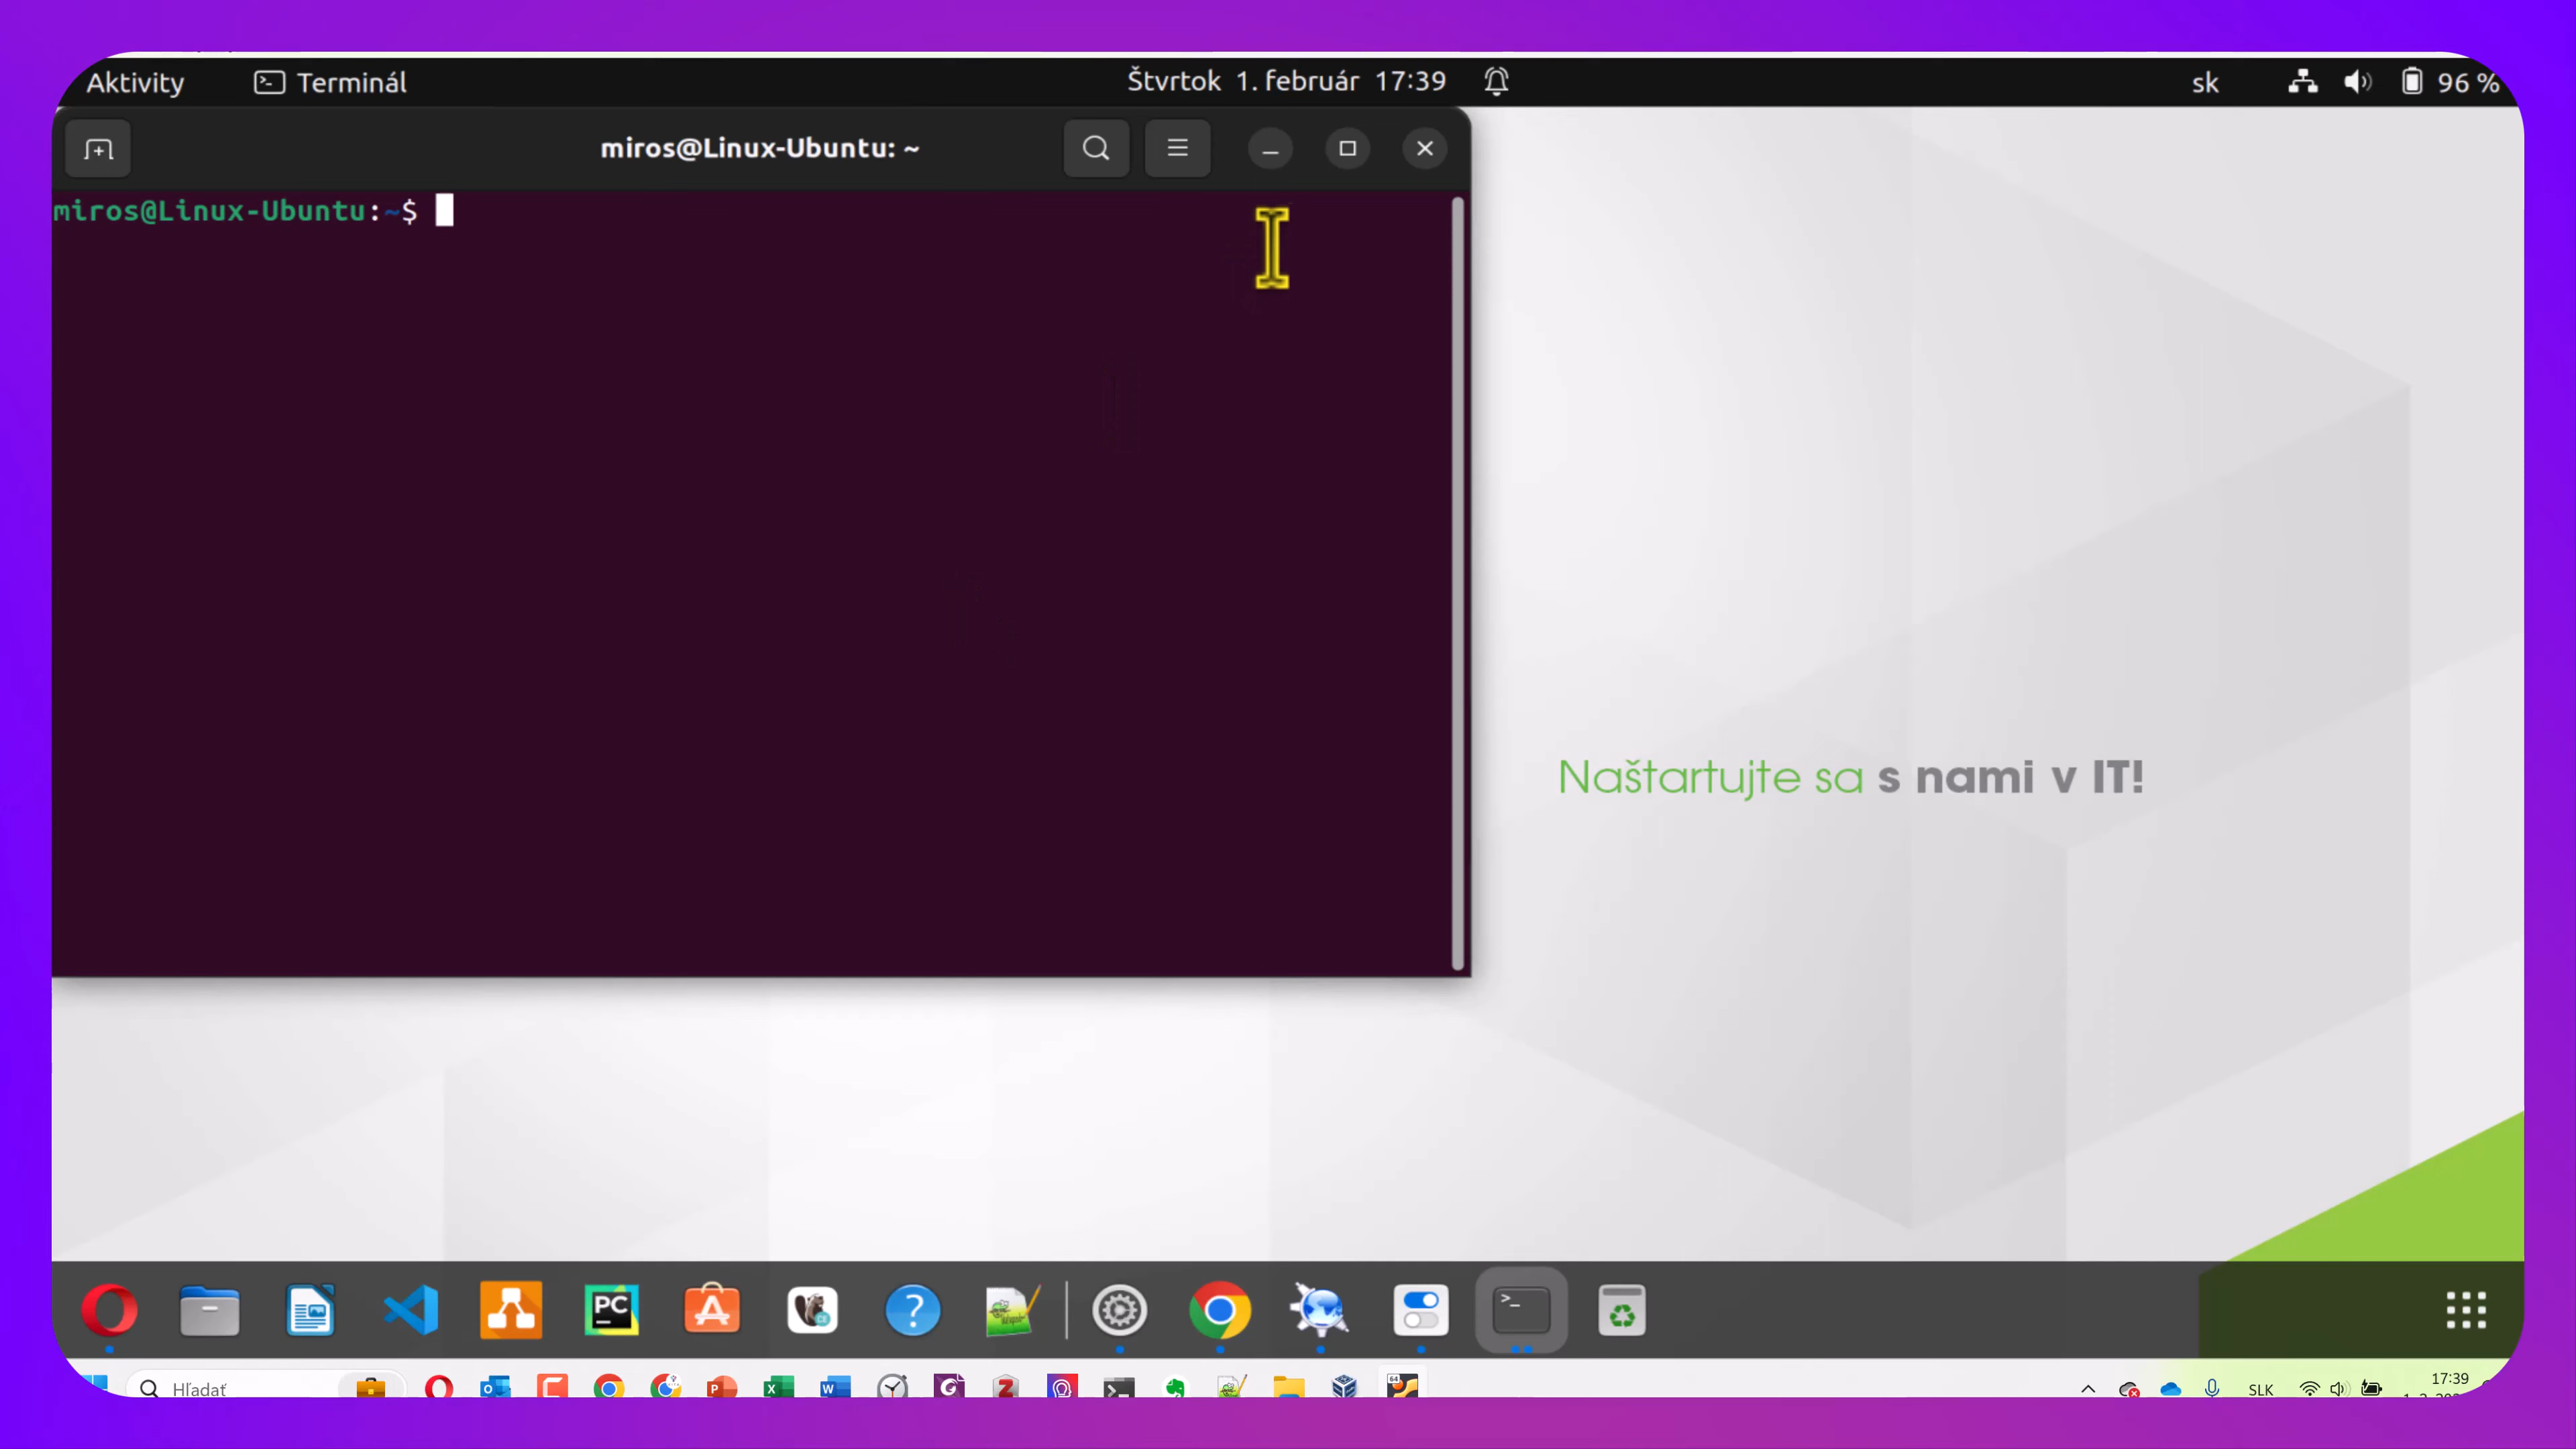 Aktivity
Terminál
Štvrtok 1. február 17:39
sk
96 %
miros@Linux-Ubuntu: ~
miros@Linux-Ubuntu:~$
Naštartujte sa s nami v IT!
PC
>_
Hľadať
SLK
17:39